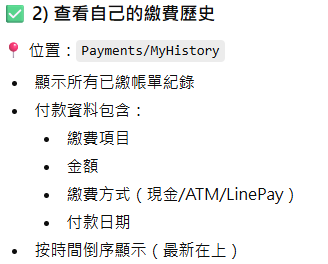 ✅ 2) 查看自己的繳費歷史
📍 位置：Payments/MyHistory
• 顯示所有已繳帳單紀錄
• 付款資料包含：
• 繳費項目
• 金額
• 繳費方式（現金/ATM/LinePay）
• 付款日期
• 按時間倒序顯示（最新在上）